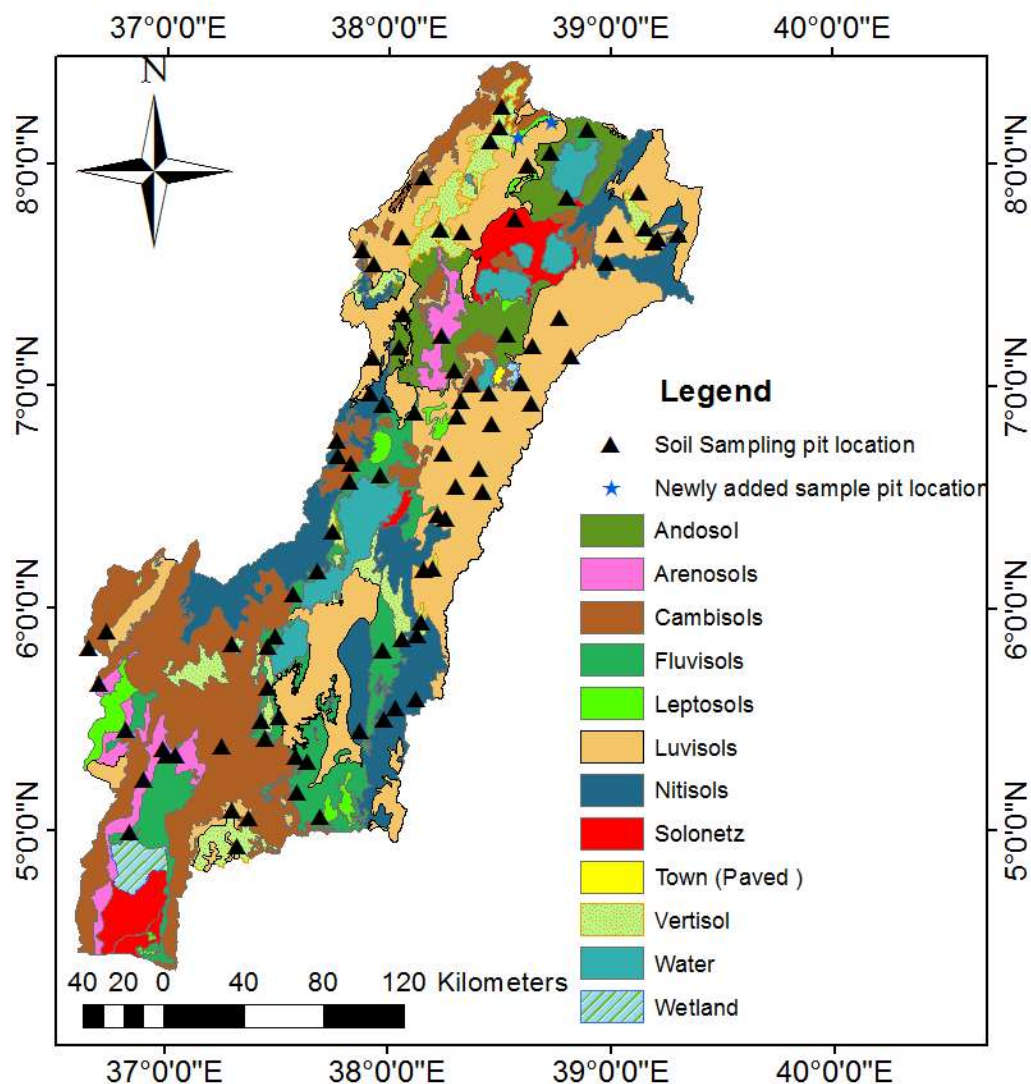 37°0'0"E 38°0'0"E 39°0'0"E 40°0'0"E
N
8°0'0"N 8°0'0"N
7°0'0"N 7°0'0"N
Legend
Soil Sampling pit location
Newly added sample pit location
Andosol
Arenosols
Cambisols
6°0'0"N 6°0'0"N
Fluvisols
Leptosols
Luvisols
Nitisols
5°0'0"N 5°0'0"N
Solonetz
Town (Paved )
Vertisol
Water
Wetland
40 20 0 40 80 120 Kilometers
37°0'0"E 38°0'0"E 39°0'0"E 40°0'0"E